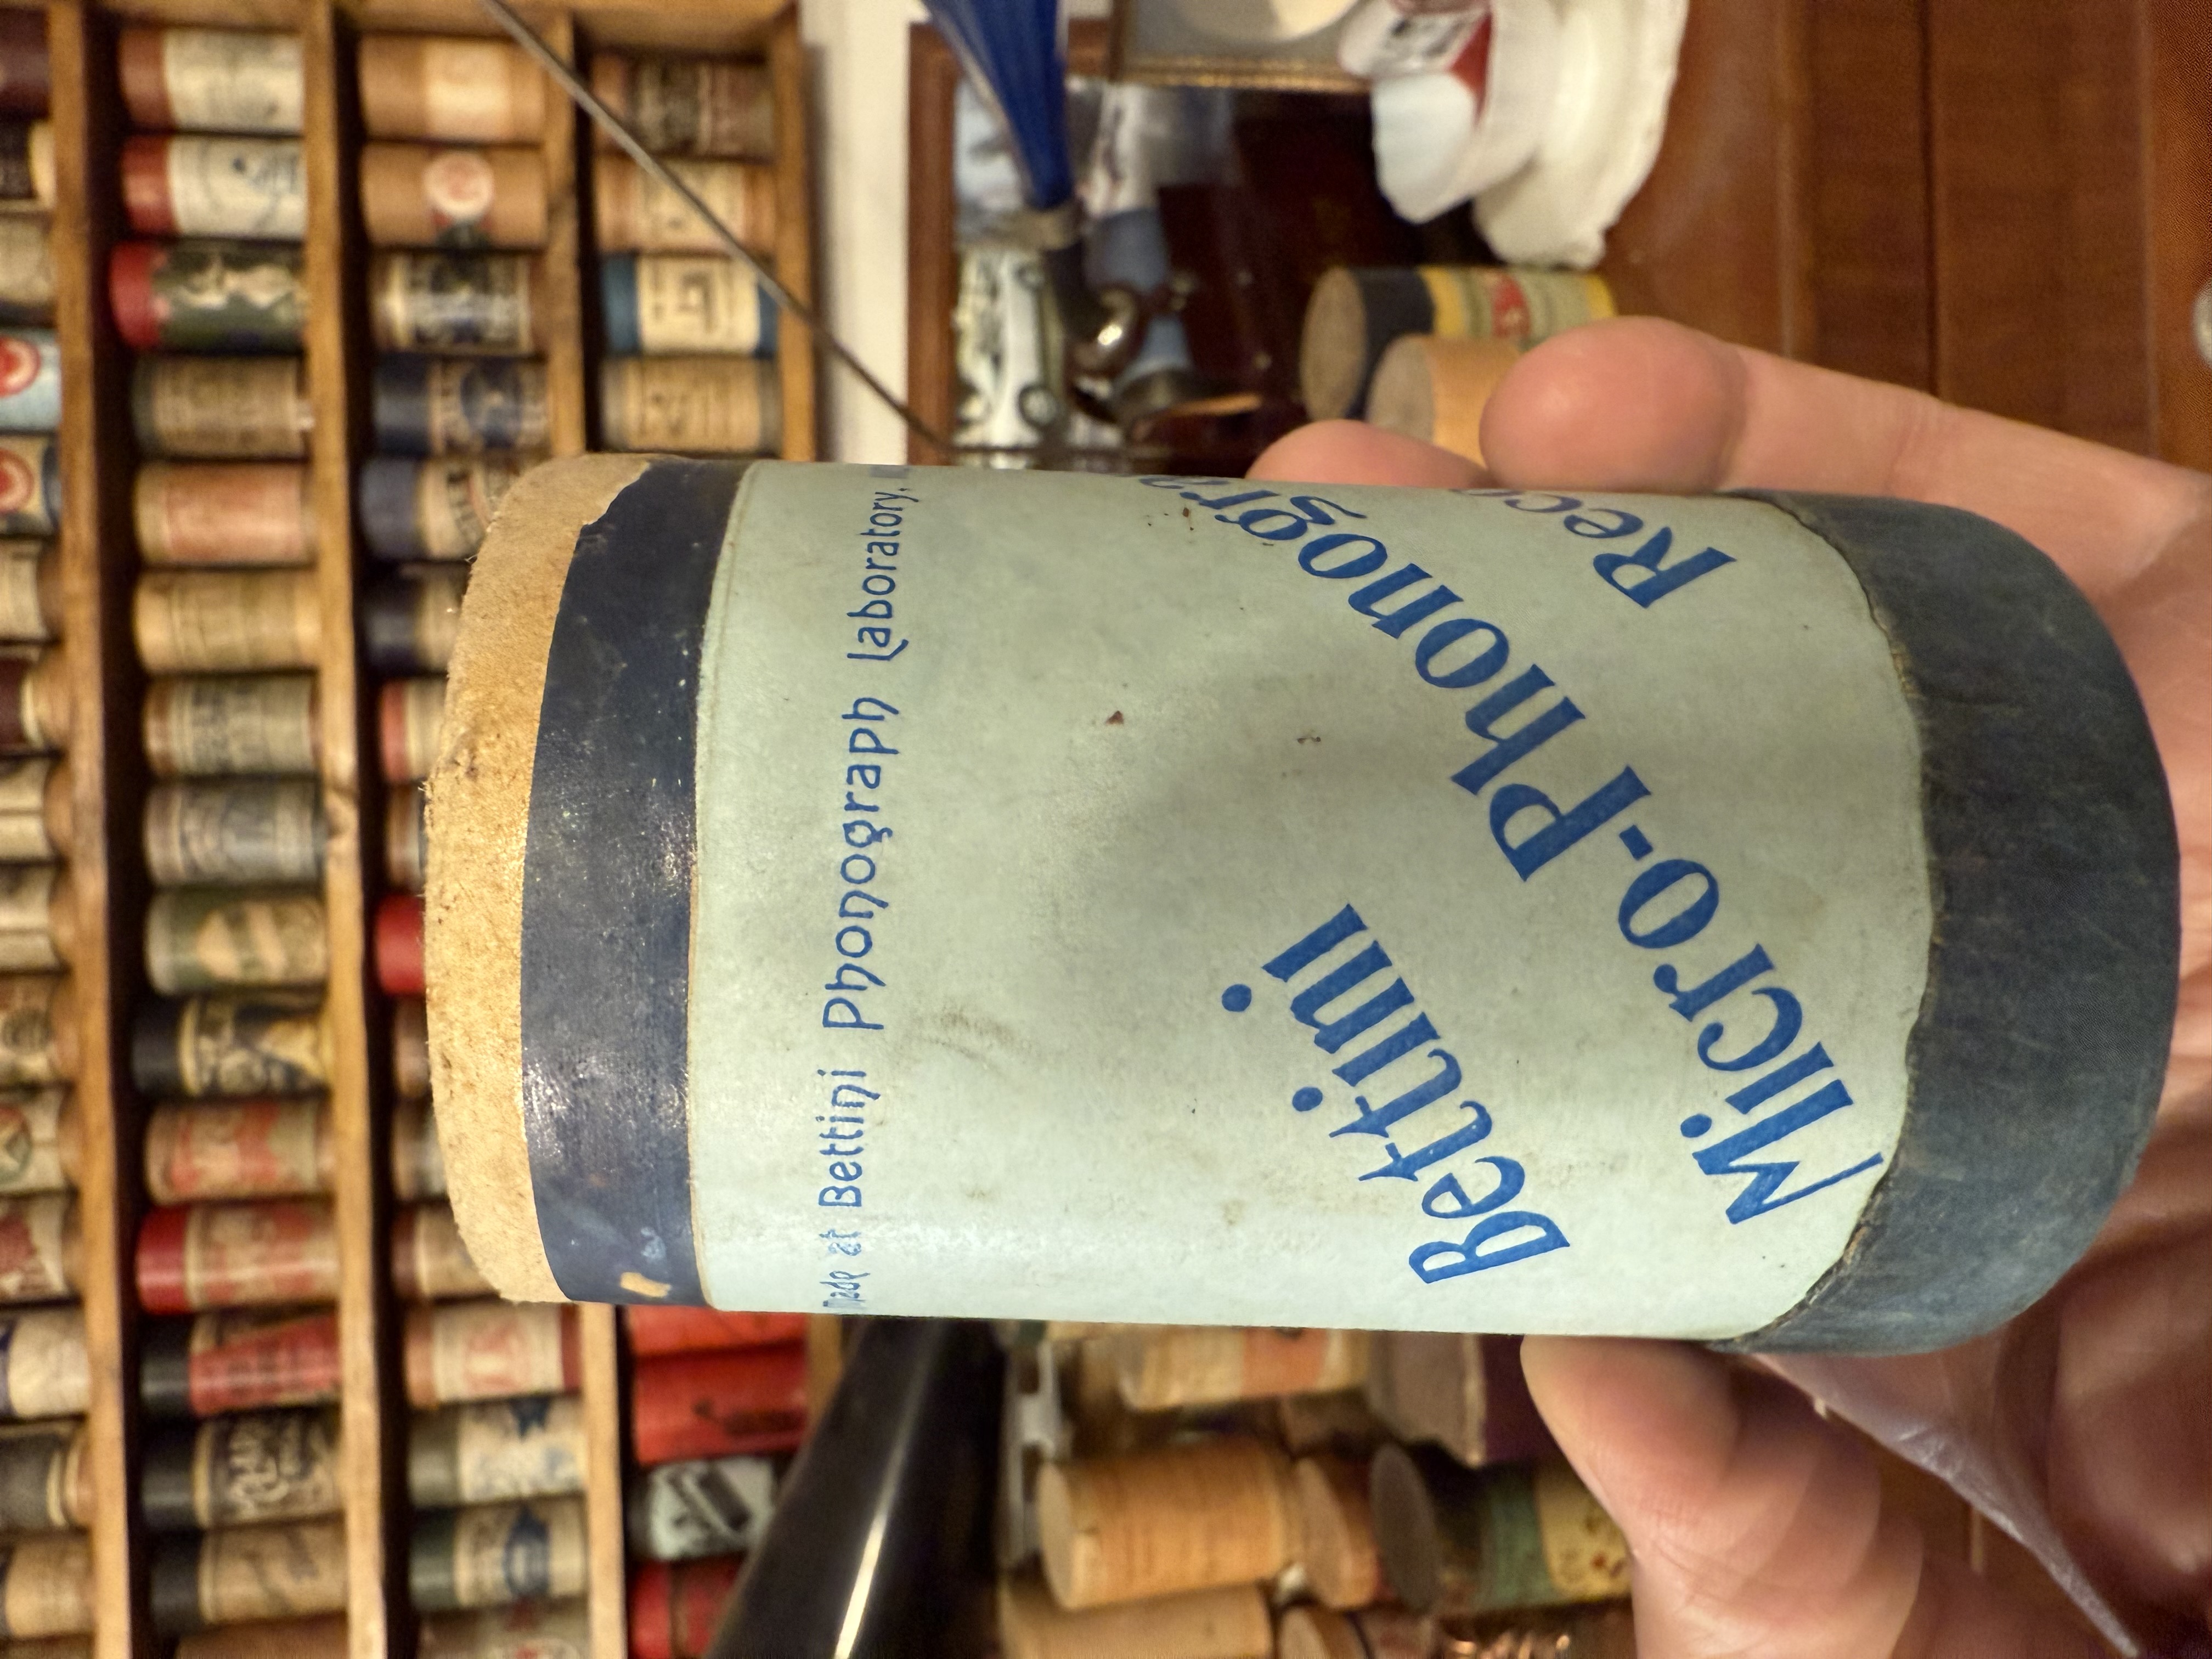 Bettini
Micro-Phonogra
Reco
made at Bettini Phonograph Laboratory,